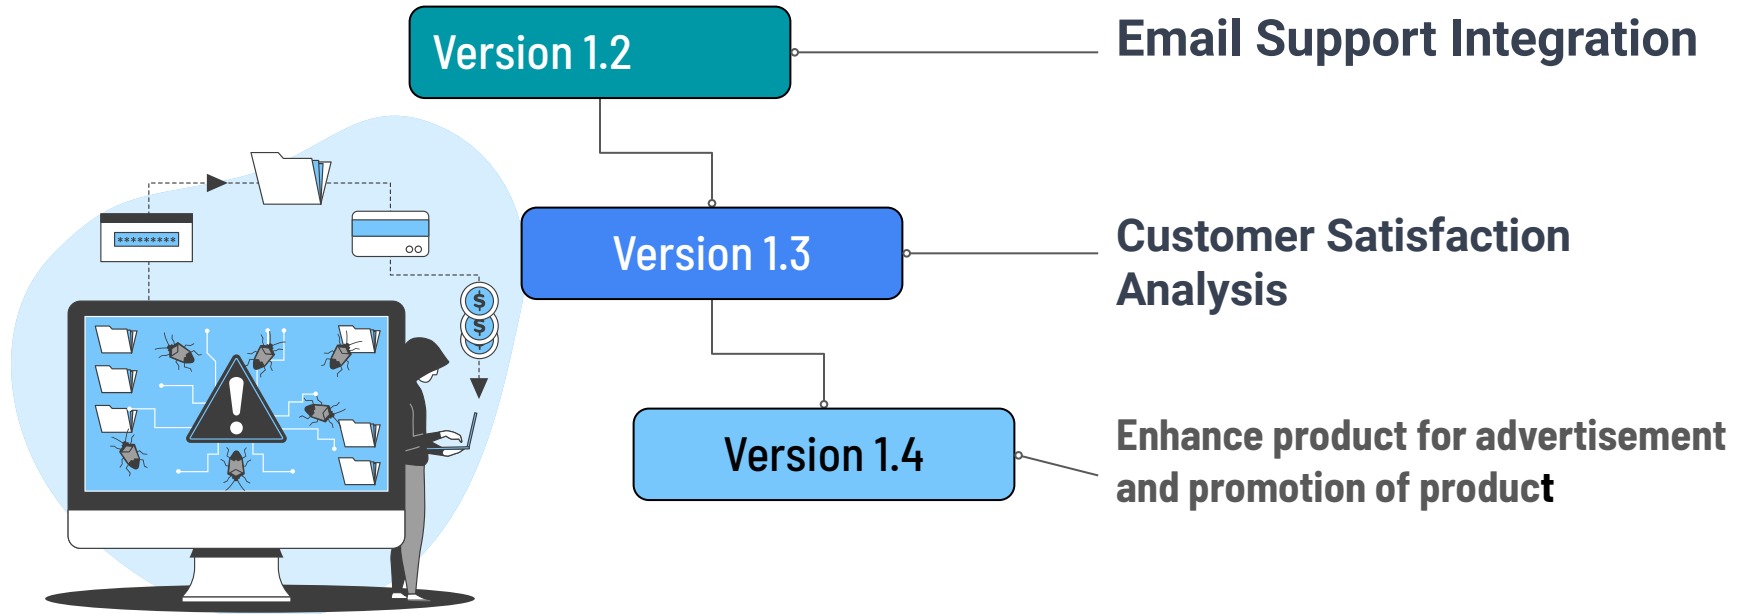 Version 1.2
Email Support Integration
*********
Version 1.3
Customer Satisfaction
Analysis
$
$
Version 1.4
Enhance product for advertisement
and promotion of product